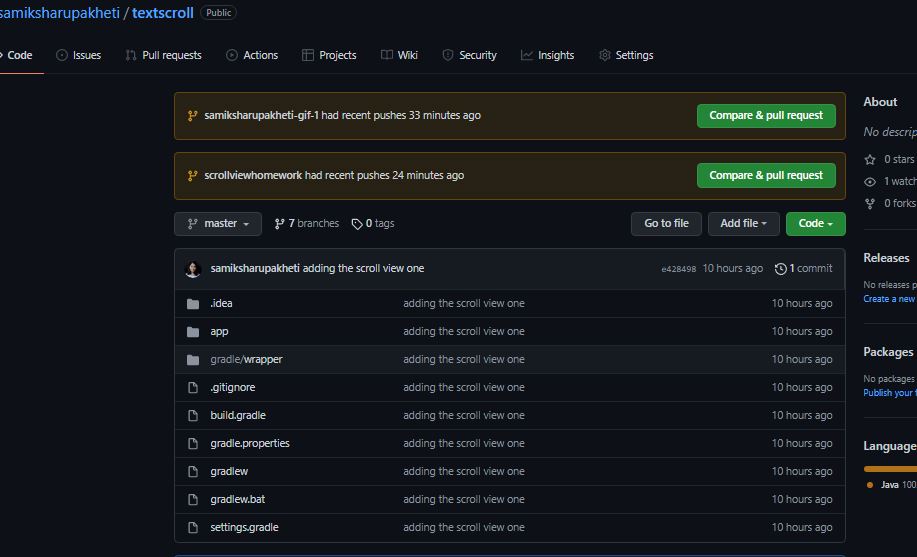 samiksharupakheti / textscroll Public
Code Issues Pull requests Actions Projects Wiki Security Insights Settings
samiksharupakheti-gif-1 had recent pushes 33 minutes ago Compare & pull request
scrollviewhomework had recent pushes 24 minutes ago Compare & pull request
master 7 branches 0 tags Go to file Add file Code
samiksharupakheti adding the scroll view one e428498 10 hours ago 1 commit
.idea adding the scroll view one 10 hours ago
app adding the scroll view one 10 hours ago
gradle/wrapper adding the scroll view one 10 hours ago
.gitignore adding the scroll view one 10 hours ago
build.gradle adding the scroll view one 10 hours ago
gradle.properties adding the scroll view one 10 hours ago
gradlew adding the scroll view one 10 hours ago
gradlew.bat adding the scroll view one 10 hours ago
settings.gradle adding the scroll view one 10 hours ago
About
No descrip
0 stars
1 watch
0 forks
Releases
No releases p
Create a new
Packages
No packages
Publish your f
Language
Java 100